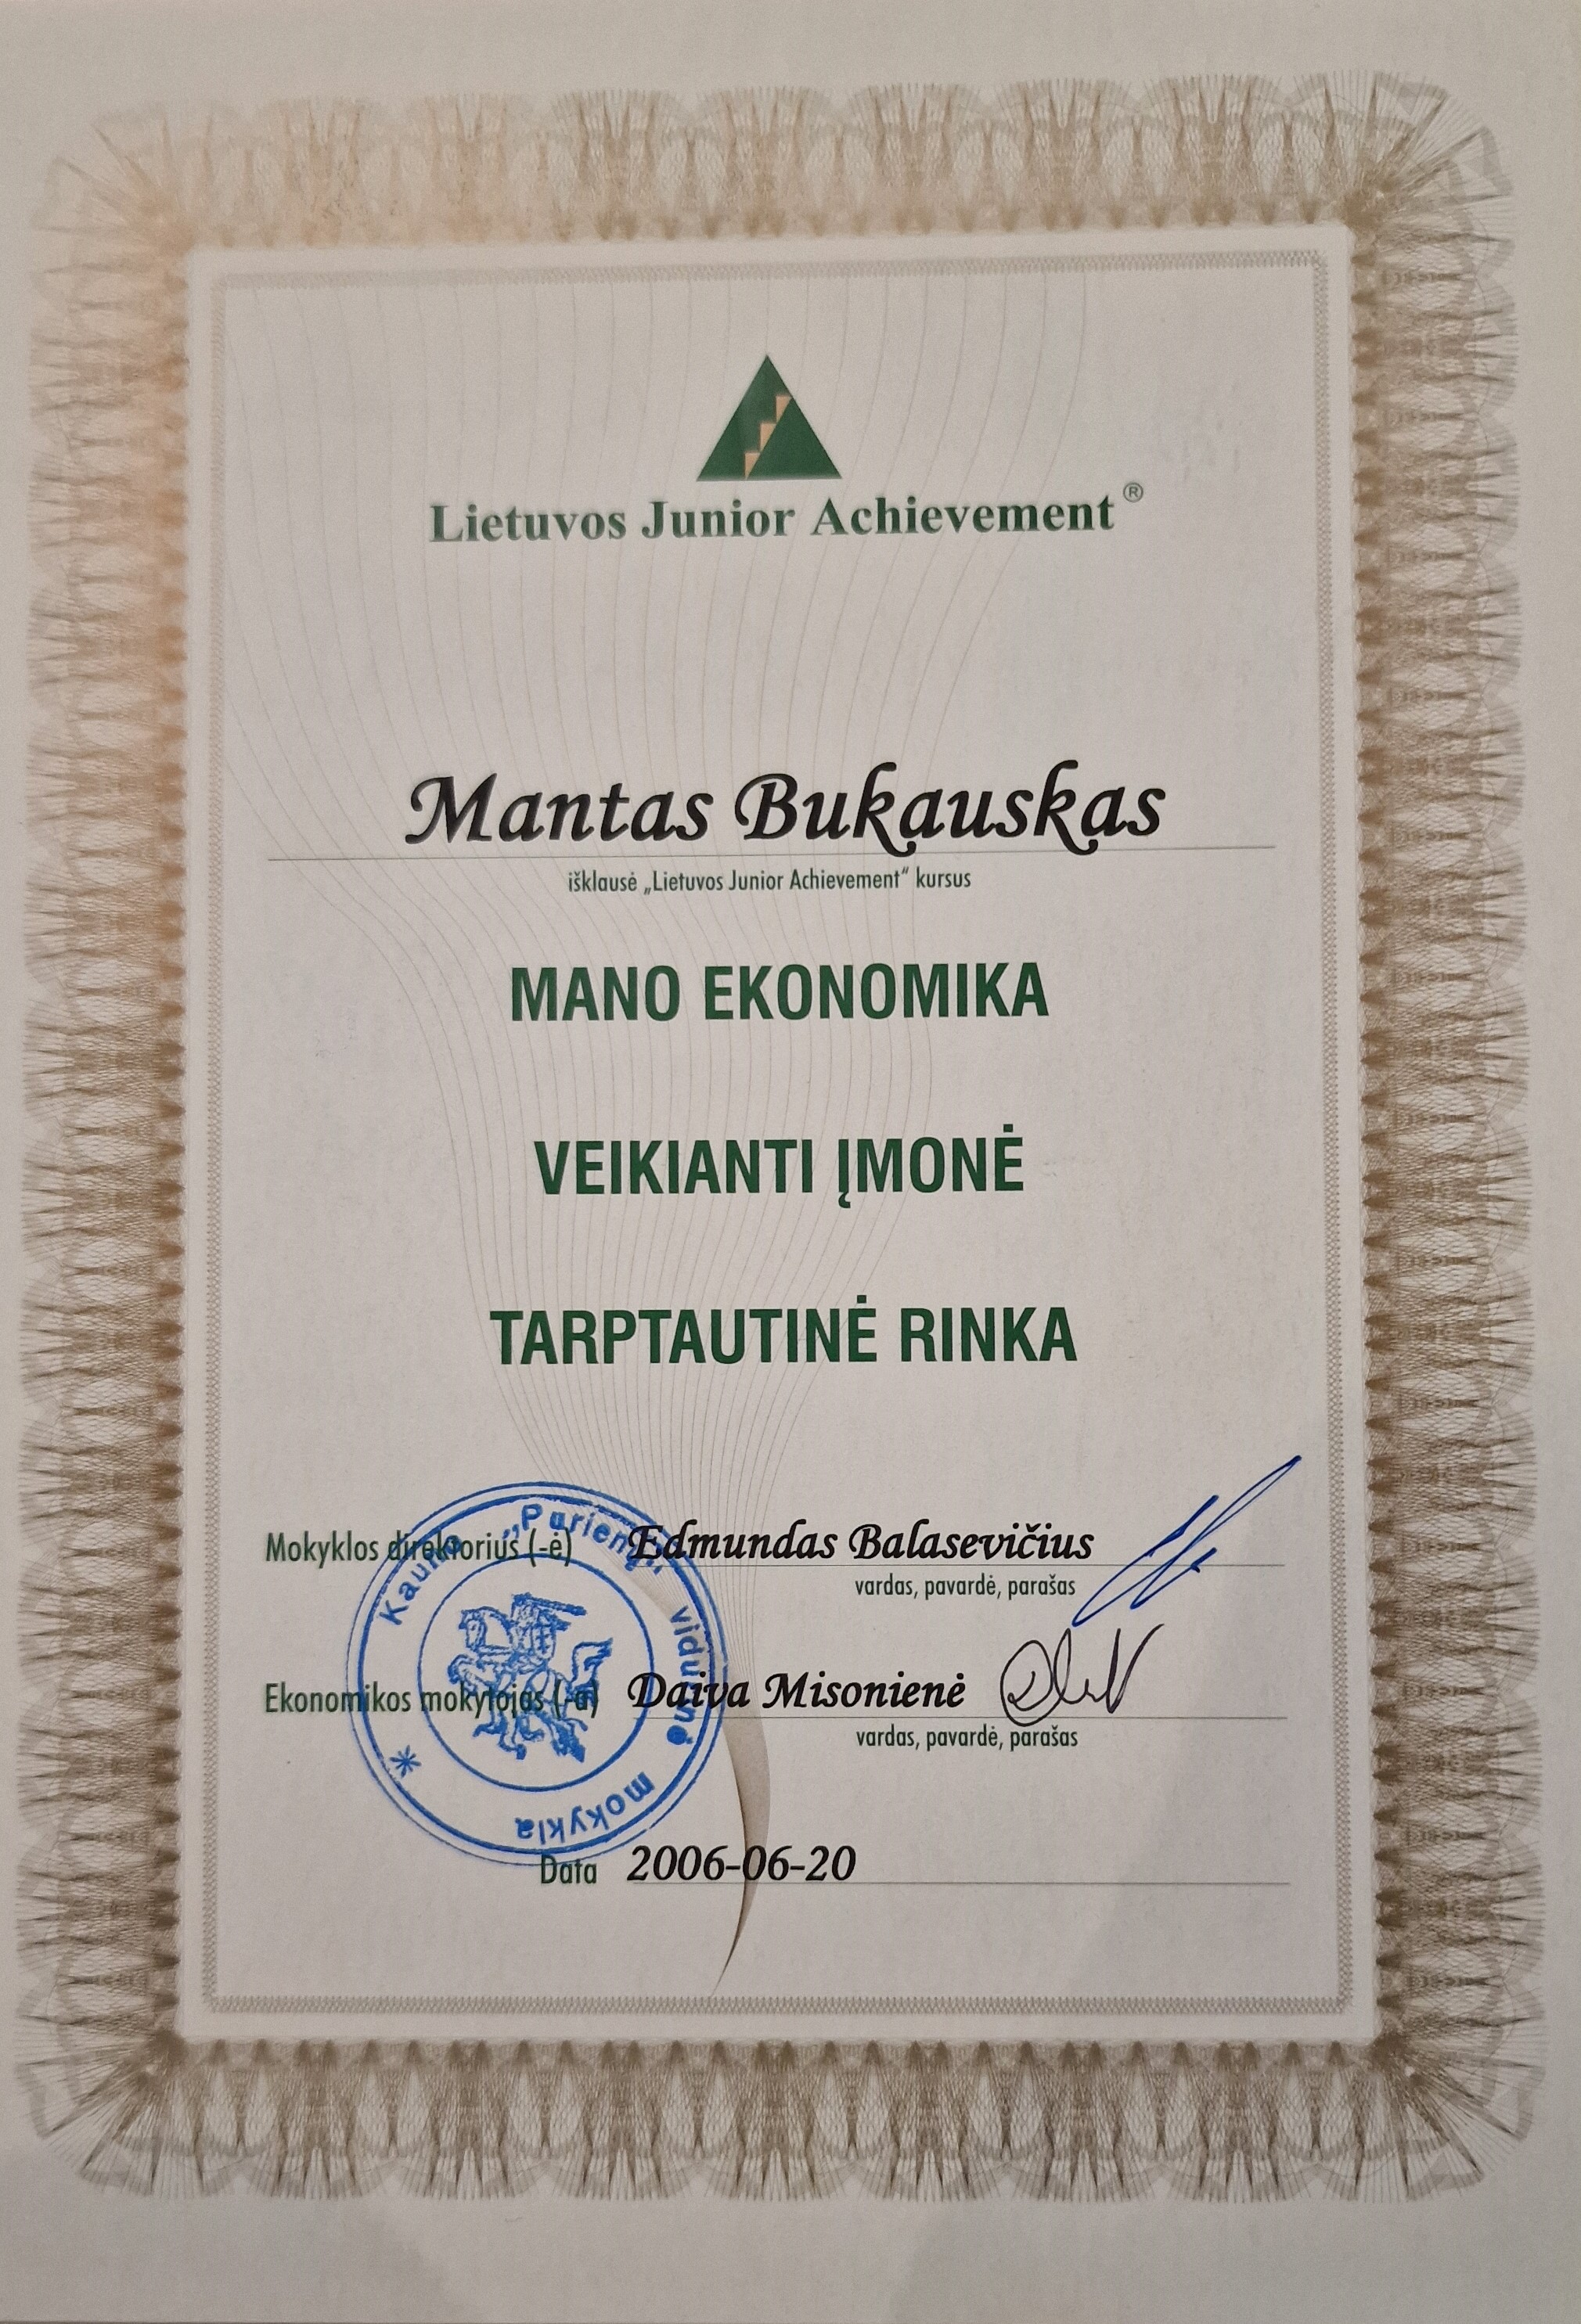 Lietuvos Junior Achievement ®
Mantas Bukauskas
išklausė „Lietuvos Junior Achievement“ kursus
MANO EKONOMIKA
VEIKIANTI ĮMONĖ
TARPTAUTINĖ RINKA
Mokyklos direktorius (-ė) Edmundas Balasevičius
vardas, pavardė, parašas
Ekonomikos mokytojas (-a) Daiva Misonienė
vardas, pavardė, parašas
Data 2006-06-20
Kauno vidurinė mokykla *